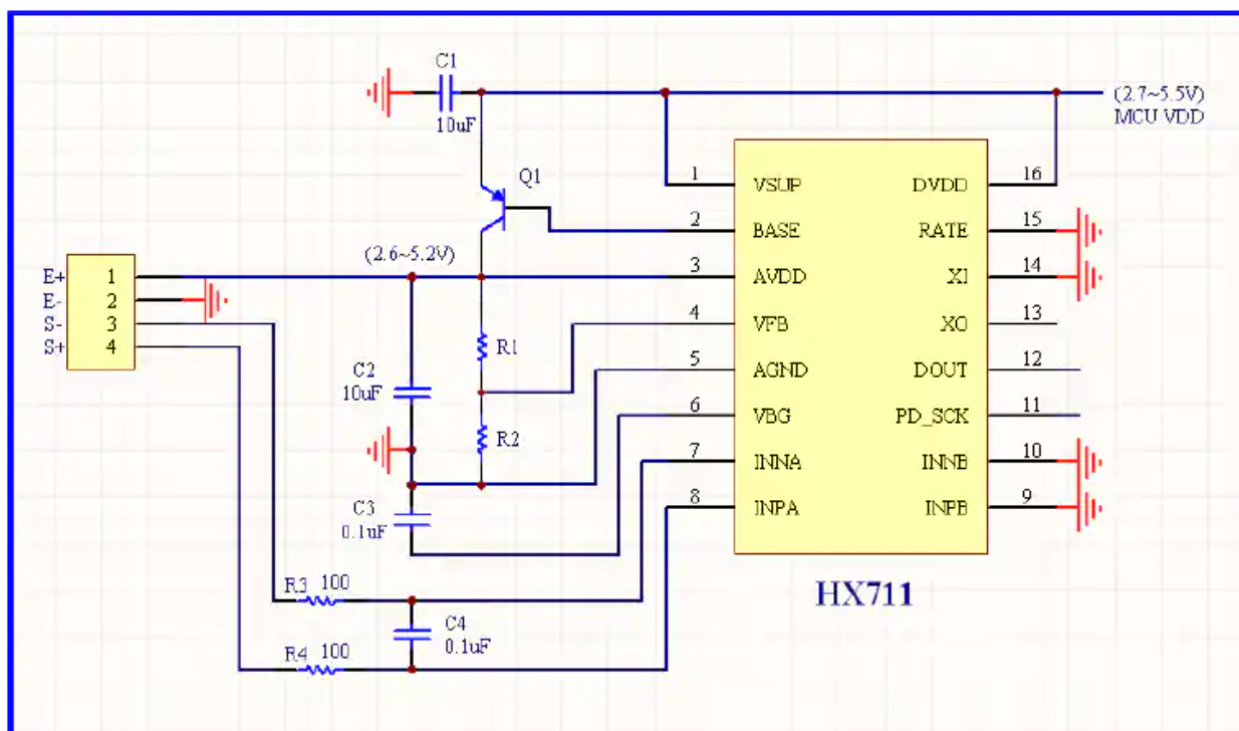 C1
10uF
(2.7~5.5V)
MCU VDD
Q1
1 VSUP DVDD 16
2 BASE RATE 15
(2.6~5.2V)
3 AVDD XI 14
E+ 1
E- 2
S- 3
S+ 4
4 VFB XO 13
R1
5 AGND DOUT 12
C2
10uF
6 VBG PD_SCK 11
R2
7 INNA INNB 10
8 INPA INPB 9
C3
0.1uF
HX711
R3 100
C4
0.1uF
R4 100